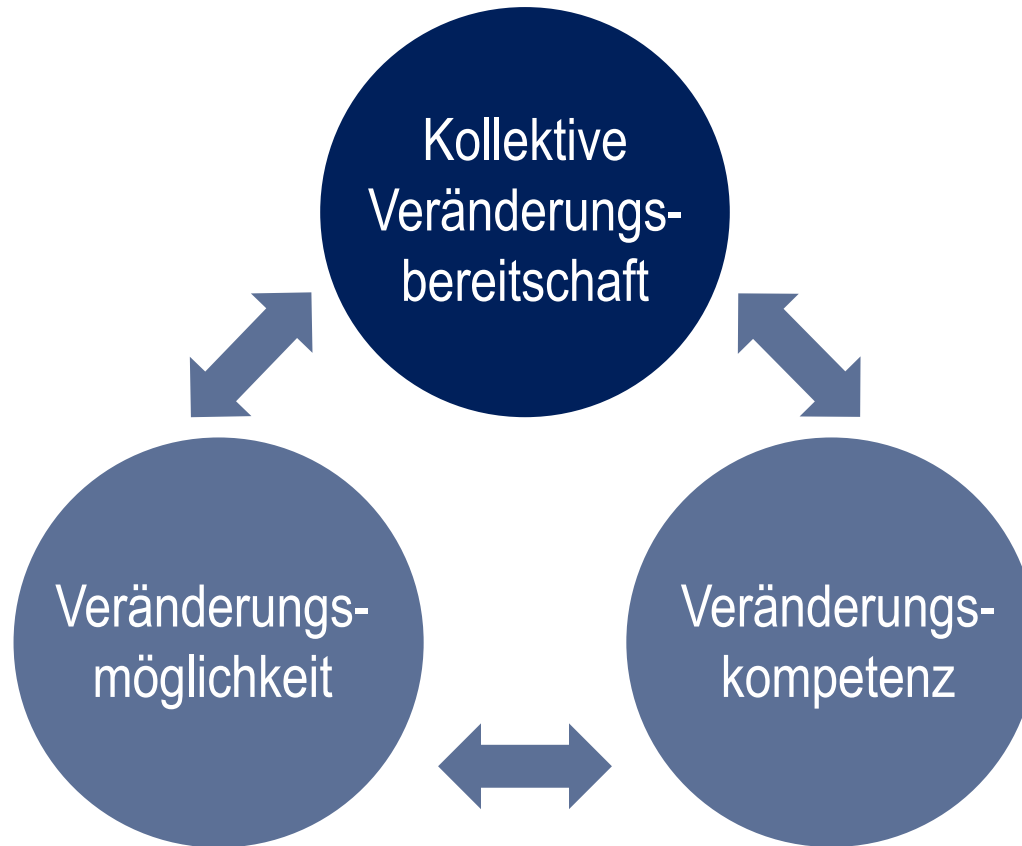 Kollektive
Veränderungs-
bereitschaft
Veränderungs-
möglichkeit
Veränderungs-
kompetenz